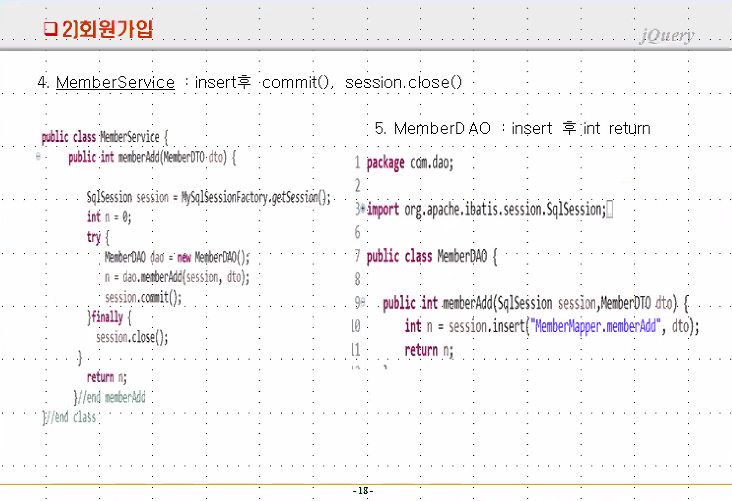 ❑ 2)회원가입
jQuery
4. MemberService : insert후 commit(), session.close()
public class MemberService {
public int memberAdd(MemberDTO dto) {
SqlSession session = MySqlSessionFactory.getSession();
int n = 0;
try {
MemberDAO dao = new MemberDAO();
n = dao.memberAdd(session, dto);
session.commit();
}finally {
session.close();
}
return n;
}//end memberAdd
}//end class
5. MemberDAO : insert 후 int return
1 package com.dao;
2
3 import org.apache.ibatis.session.SqlSession;
6
7 public class MemberDAO {
8
9 public int memberAdd(SqlSession session,MemberDTO dto) {
10 int n = session.insert("MemberMapper.memberAdd", dto);
11 return n;
-18-